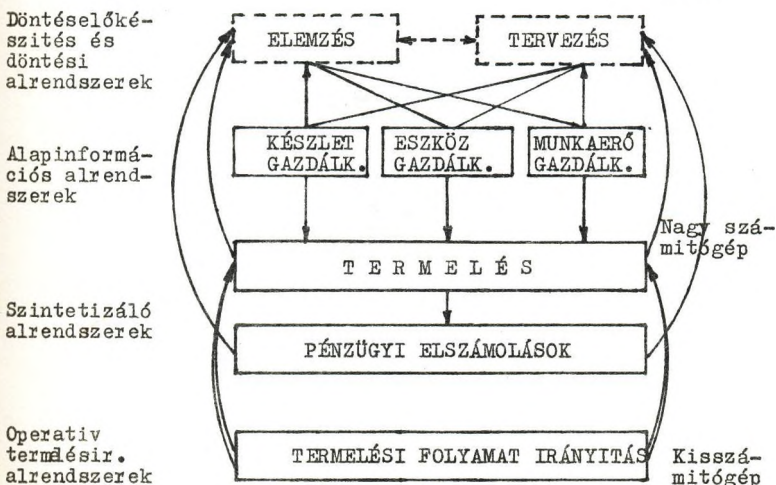 Döntéselőké-
szités és
döntési
alrendszerek
ELEMZÉS
TERVEZÉS
Alapinformá-
ciós alrend-
szerek
KÉSZLET
GAZDÁLK.
ESZKÖZ
GAZDÁLK.
MUNKAERŐ
GAZDÁLK.
Nagy szá-
mitógép
T E R M E L É S
Szintetizáló
alrendszerek
PÉNZÜGYI ELSZÁMOLÁSOK
Operativ
termelésir.
alrendszerek
TERMELÉSI FOLYAMAT IRÁNYITÁS
Kisszá-
mitógép